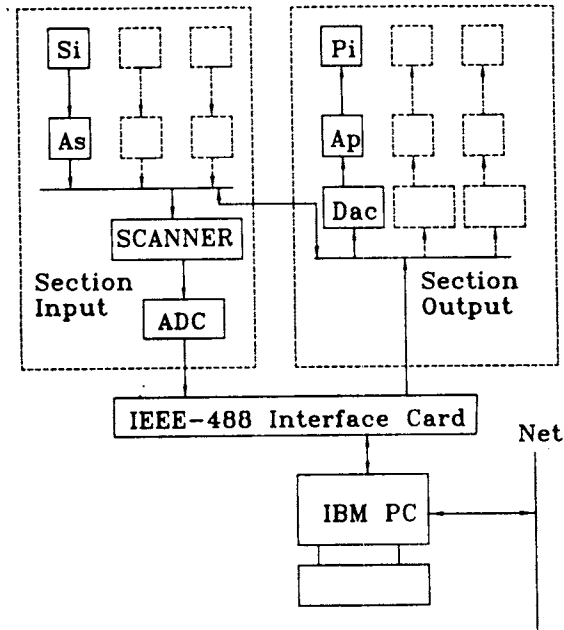 Si
As
SCANNER
Section
Input
ADC
Pi
Ap
Dac
Section
Output
IEEE-488 Interface Card
Net
IBM PC